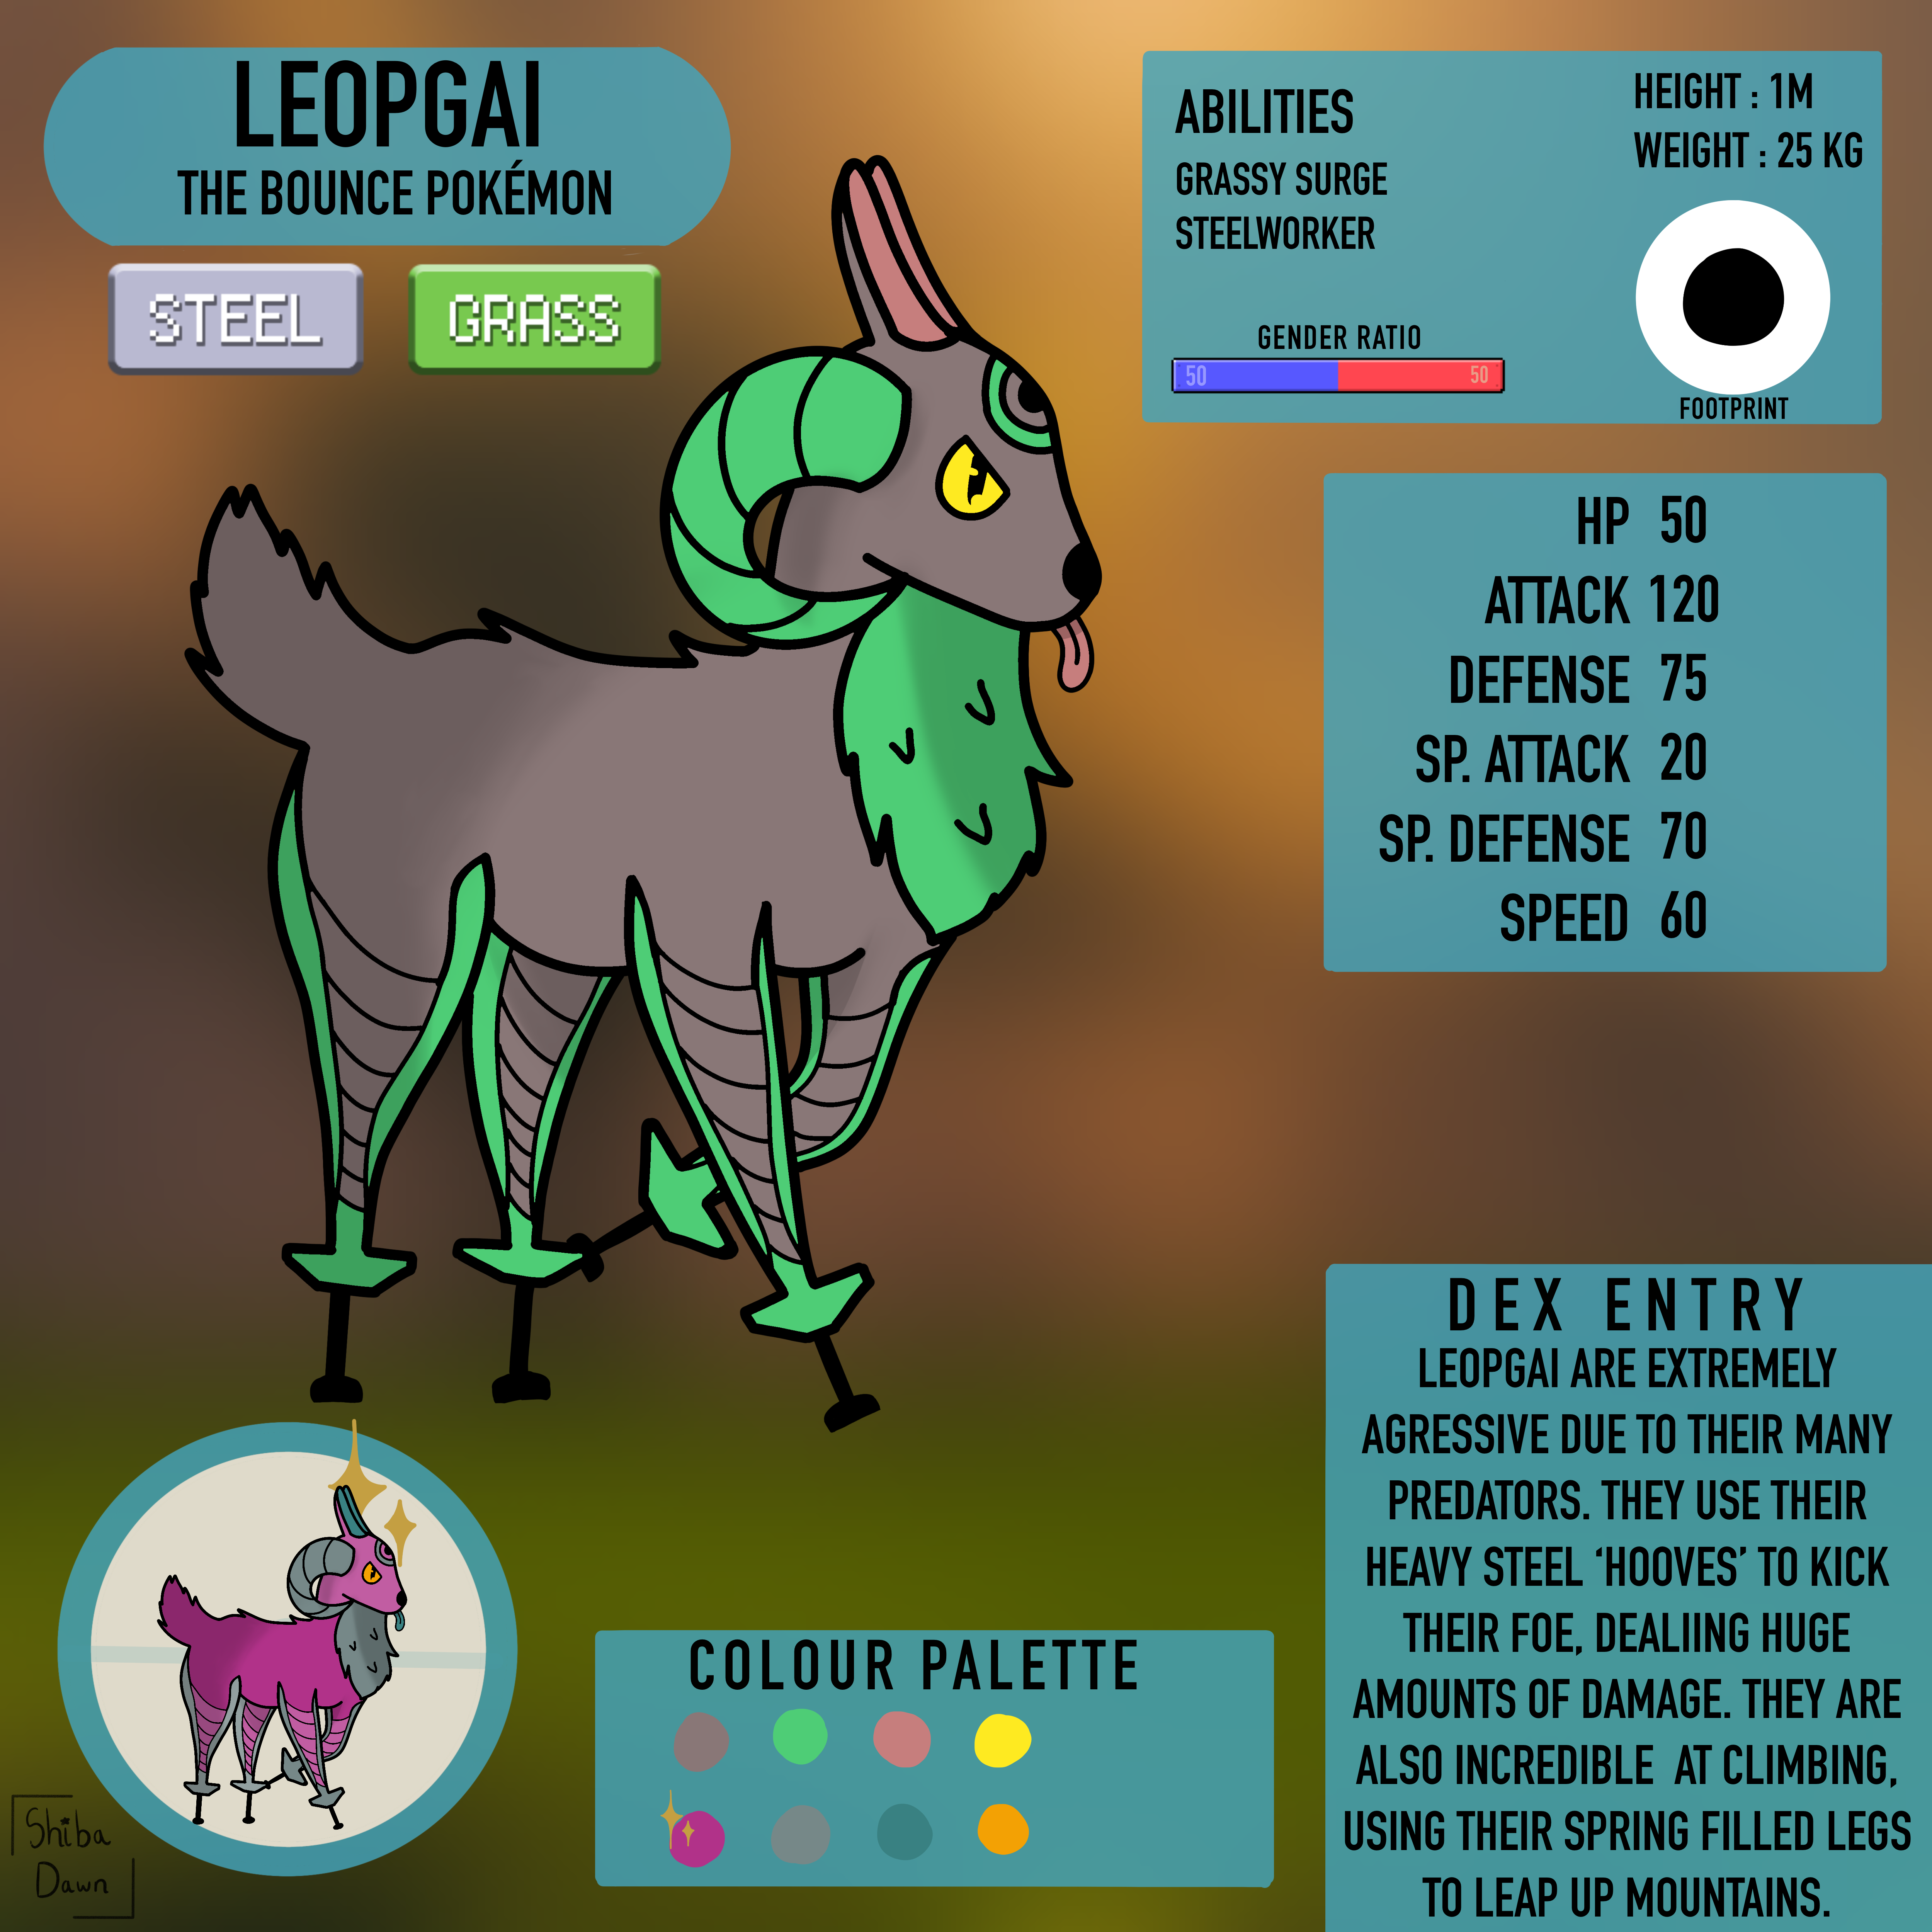 LEOPGAI
THE BOUNCE POKÉMON
STEEL GRASS
ABILITIES
GRASSY SURGE
STEELWORKER
HEIGHT : 1M
WEIGHT : 25 KG
GENDER RATIO
50 50
FOOTPRINT
HP 50
ATTACK 120
DEFENSE 75
SP. ATTACK 20
SP. DEFENSE 70
SPEED 60
DEX ENTRY
LEOPGAI ARE EXTREMELY
AGRESSIVE DUE TO THEIR MANY
PREDATORS. THEY USE THEIR
HEAVY STEEL ‘HOOVES’ TO KICK
THEIR FOE, DEALIING HUGE
AMOUNTS OF DAMAGE. THEY ARE
ALSO INCREDIBLE AT CLIMBING,
USING THEIR SPRING FILLED LEGS
TO LEAP UP MOUNTAINS.
COLOUR PALETTE
Shiba
Dawn